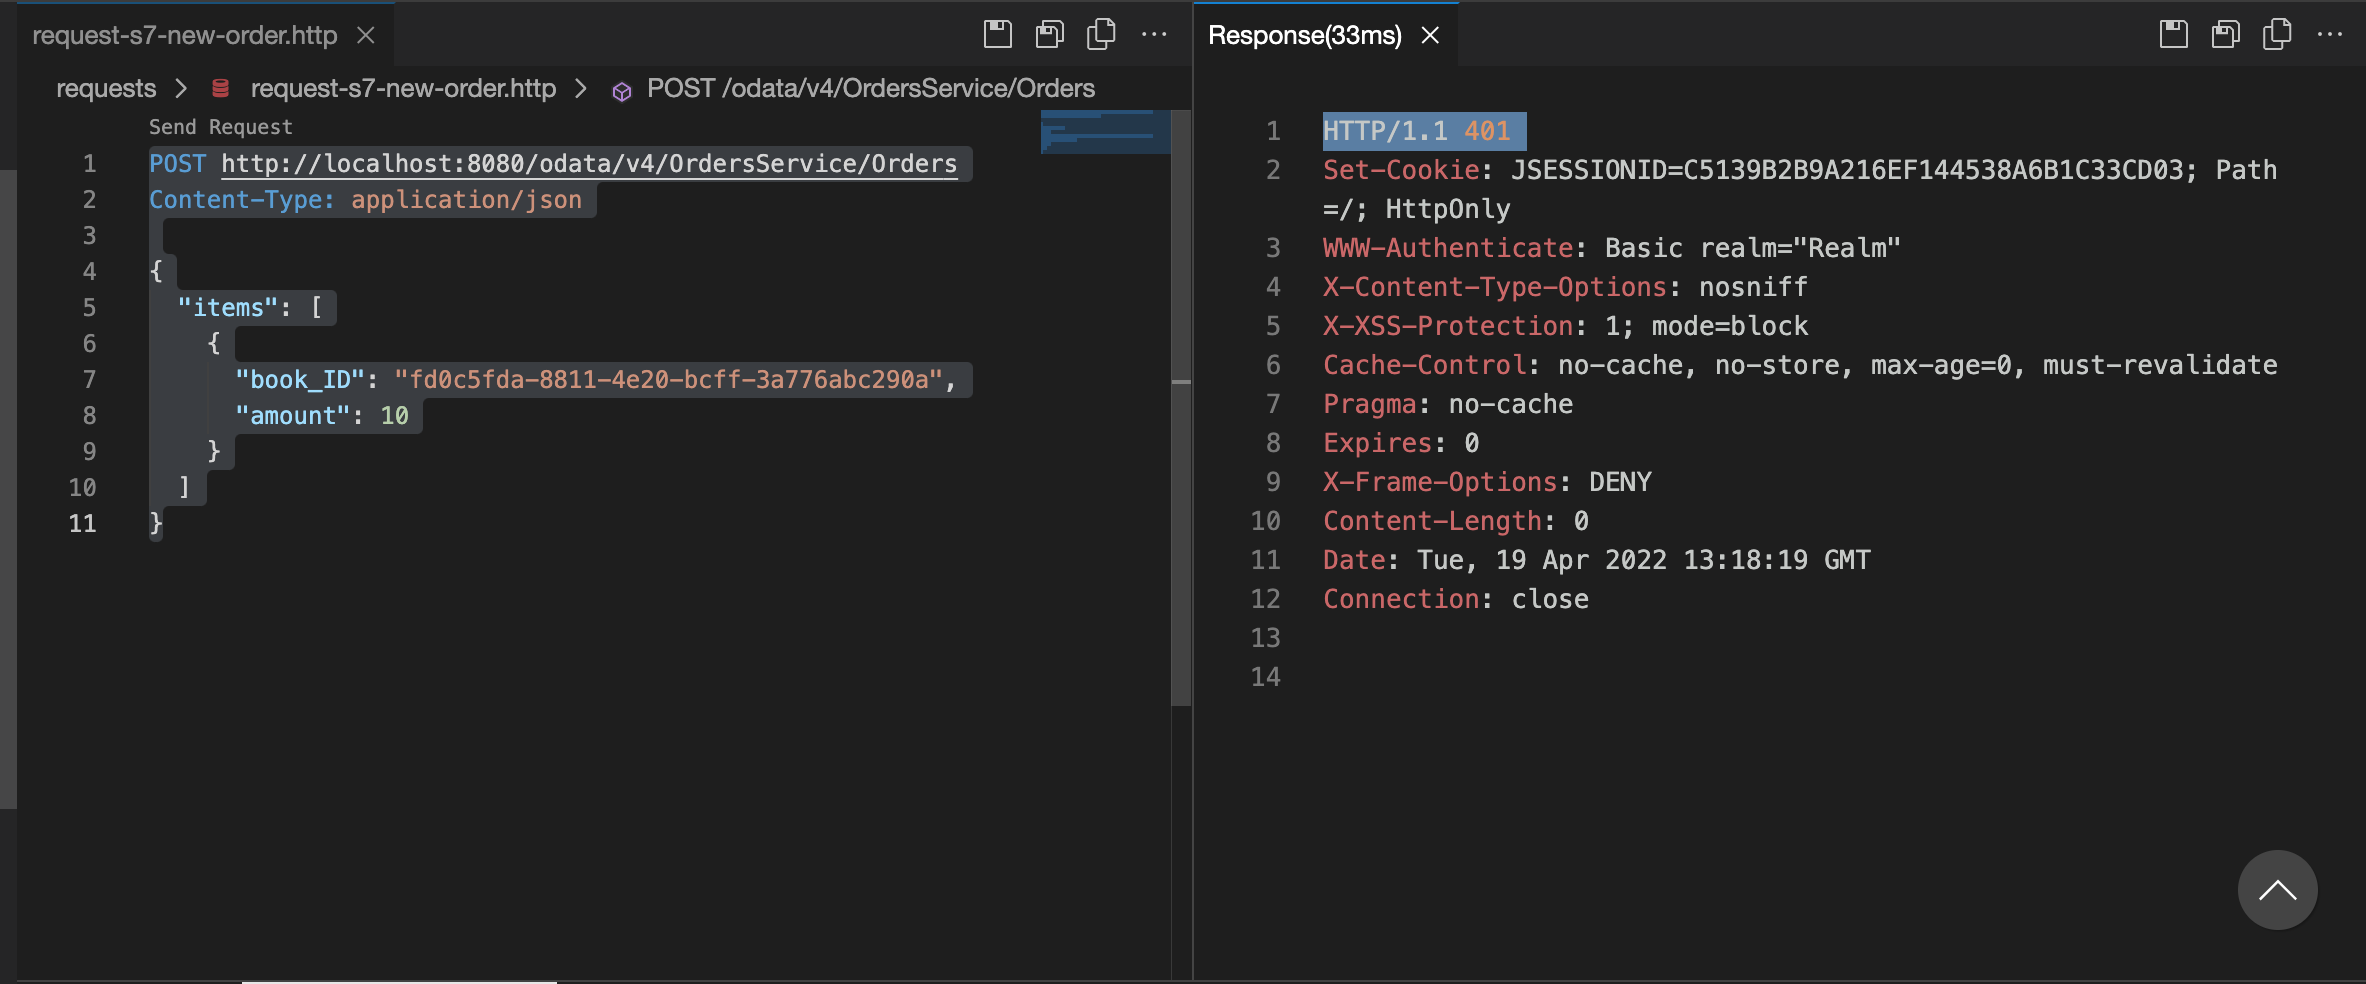 request-s7-new-order.http
requests > request-s7-new-order.http > POST /odata/v4/OrdersService/Orders
Send Request
1 POST http://localhost:8080/odata/v4/OrdersService/Orders
2 Content-Type: application/json
3
4 {
5 "items": [
6 {
7 "book_ID": "fd0c5fda-8811-4e20-bcff-3a776abc290a",
8 "amount": 10
9 }
10 ]
11 }
Response(33ms)
1 HTTP/1.1 401
2 Set-Cookie: JSESSIONID=C5139B2B9A216EF144538A6B1C33CD03; Path
=/; HttpOnly
3 WWW-Authenticate: Basic realm="Realm"
4 X-Content-Type-Options: nosniff
5 X-XSS-Protection: 1; mode=block
6 Cache-Control: no-cache, no-store, max-age=0, must-revalidate
7 Pragma: no-cache
8 Expires: 0
9 X-Frame-Options: DENY
10 Content-Length: 0
11 Date: Tue, 19 Apr 2022 13:18:19 GMT
12 Connection: close
13
14